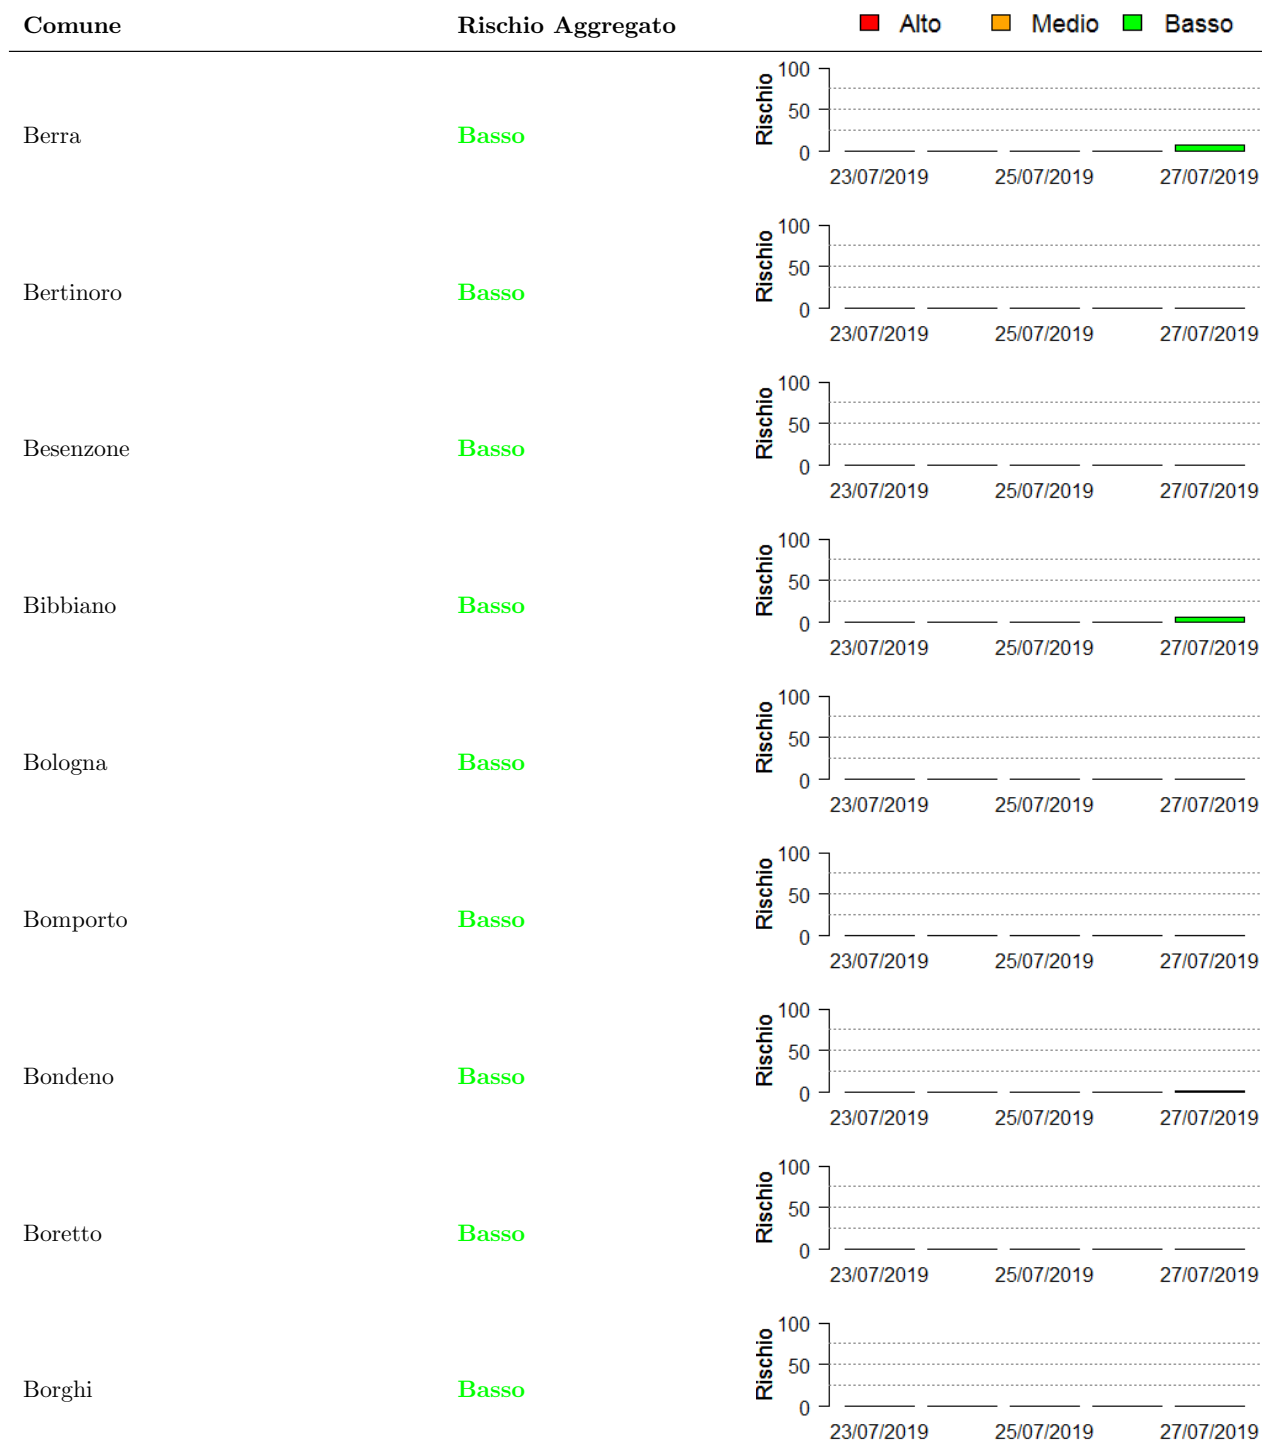 Comune Rischio Aggregato Alto Medio Basso
Berra Basso
Rischio
100
50
0
23/07/2019 25/07/2019 27/07/2019
Bertinoro Basso
Rischio
100
50
0
23/07/2019 25/07/2019 27/07/2019
Besenzone Basso
Rischio
100
50
0
23/07/2019 25/07/2019 27/07/2019
Bibbiano Basso
Rischio
100
50
0
23/07/2019 25/07/2019 27/07/2019
Bologna Basso
Rischio
100
50
0
23/07/2019 25/07/2019 27/07/2019
Bomporto Basso
Rischio
100
50
0
23/07/2019 25/07/2019 27/07/2019
Bondeno Basso
Rischio
100
50
0
23/07/2019 25/07/2019 27/07/2019
Boretto Basso
Rischio
100
50
0
23/07/2019 25/07/2019 27/07/2019
Borghi Basso
Rischio
100
50
0
23/07/2019 25/07/2019 27/07/2019